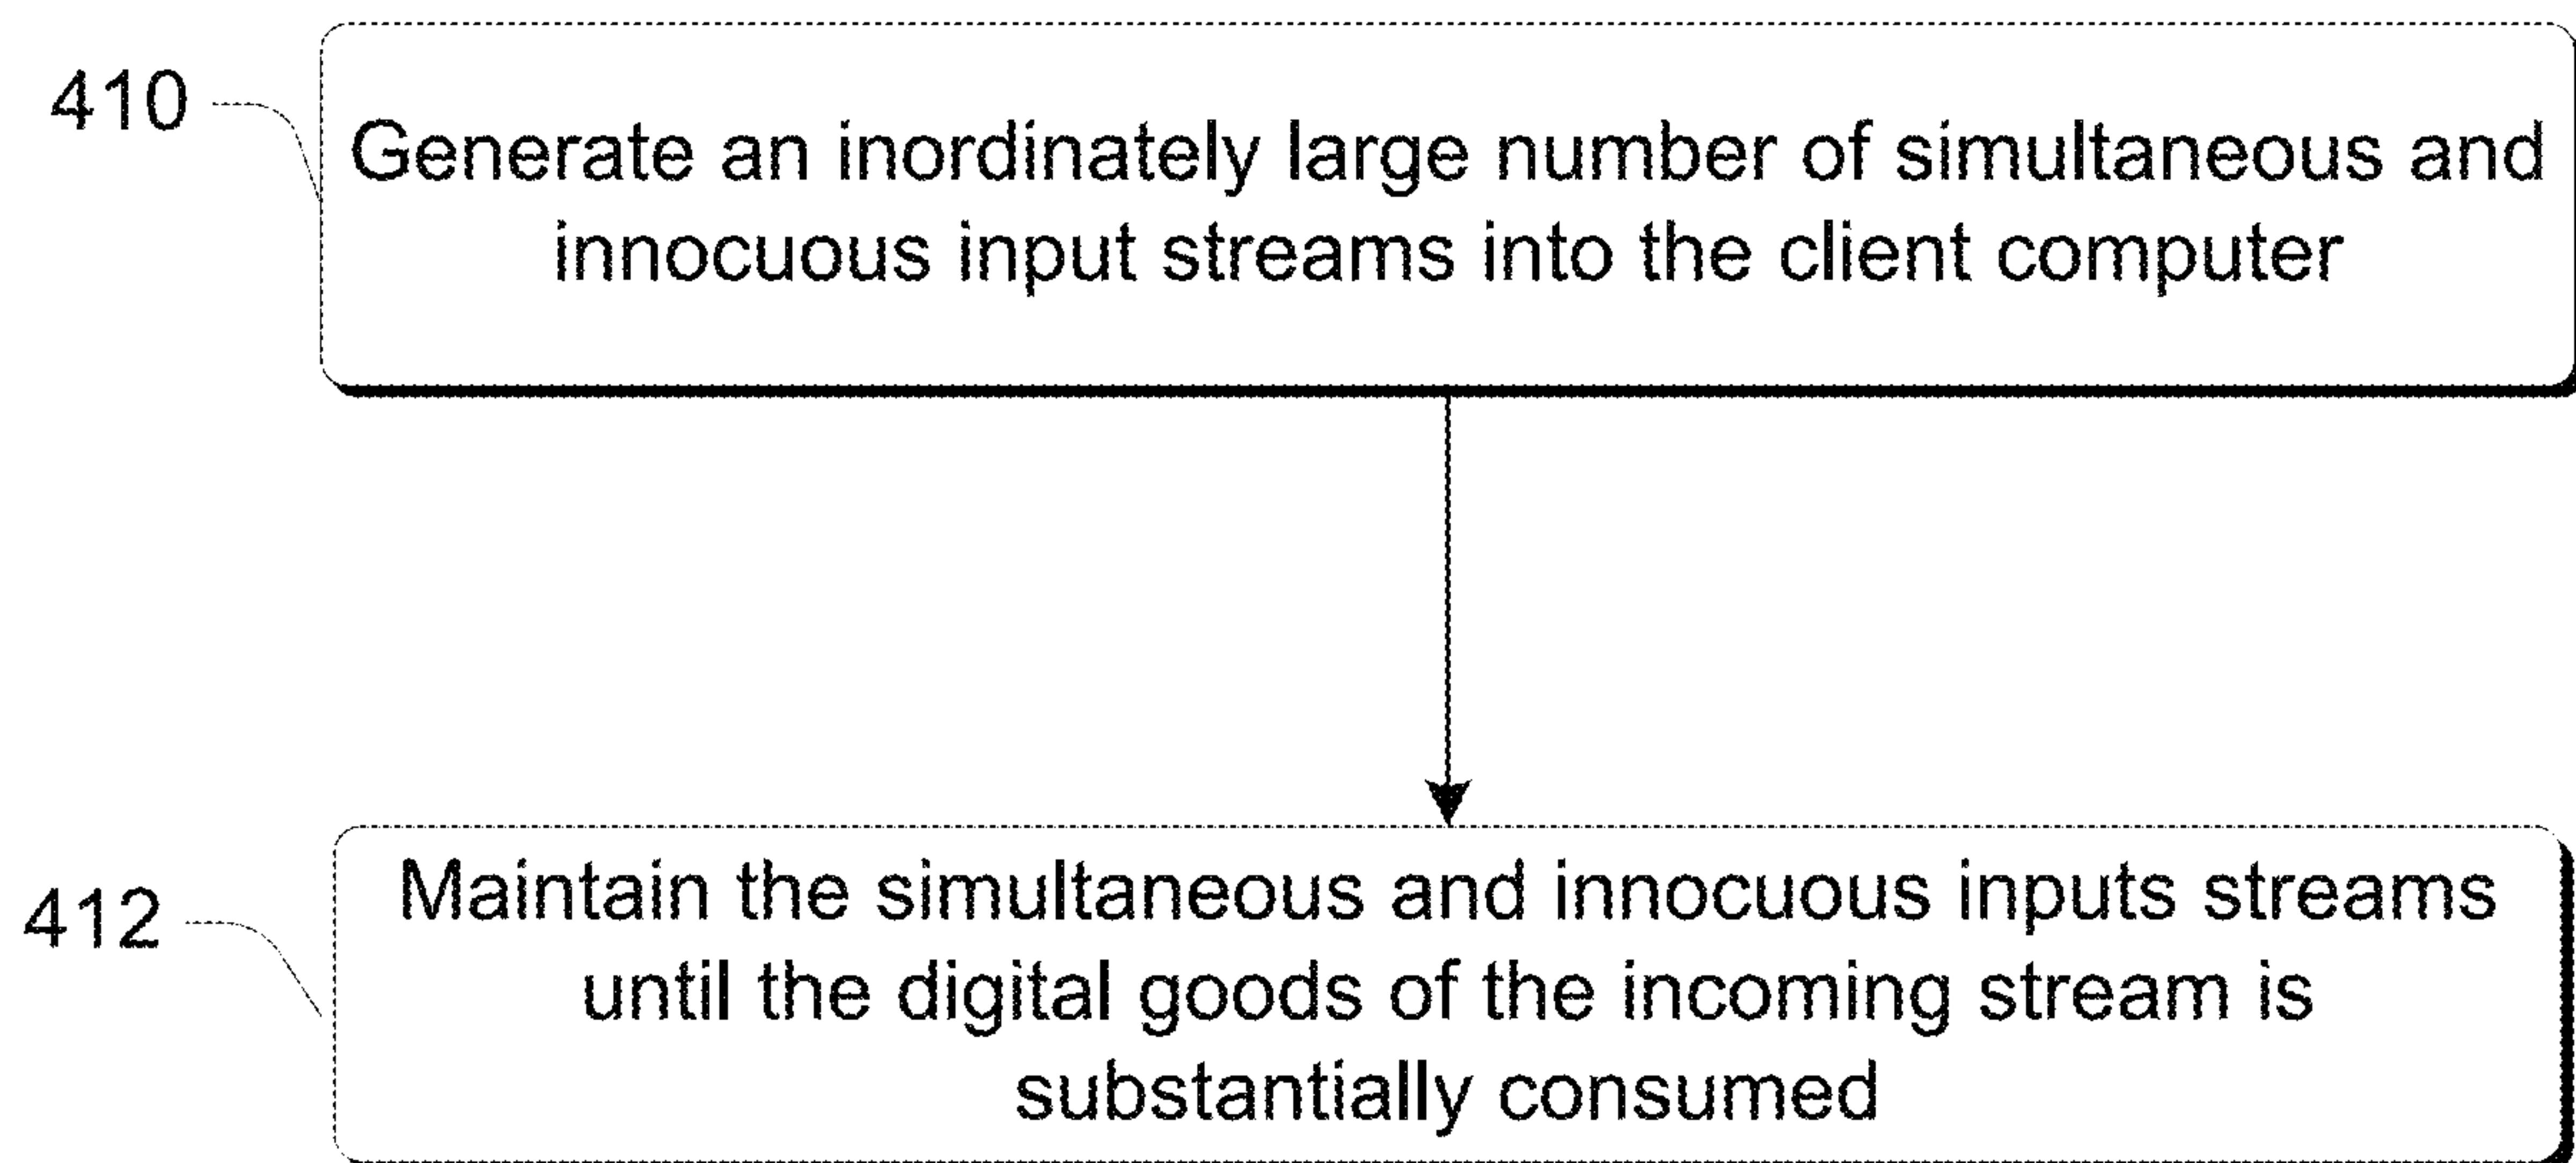 410
Generate an inordinately large number of simultaneous and
innocuous input streams into the client computer
412
Maintain the simultaneous and innocuous inputs streams
until the digital goods of the incoming stream is
substantially consumed